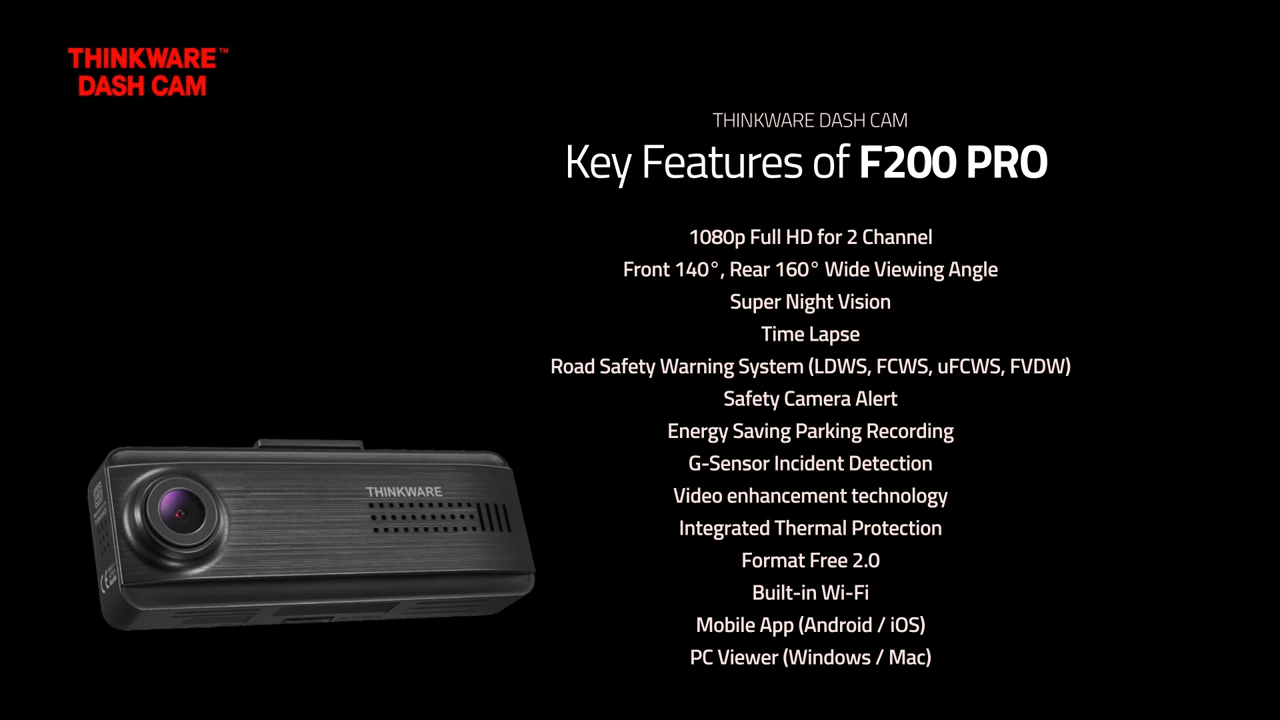 THINKWARE™
DASH CAM
THINKWARE DASH CAM
Key Features of F200 PRO
1080p Full HD for 2 Channel
Front 140°, Rear 160° Wide Viewing Angle
Super Night Vision
Time Lapse
Road Safety Warning System (LDWS, FCWS, uFCWS, FVDW)
Safety Camera Alert
Energy Saving Parking Recording
G-Sensor Incident Detection
Video enhancement technology
Integrated Thermal Protection
Format Free 2.0
Built-in Wi-Fi
Mobile App (Android / iOS)
PC Viewer (Windows / Mac)
THINKWARE
CE